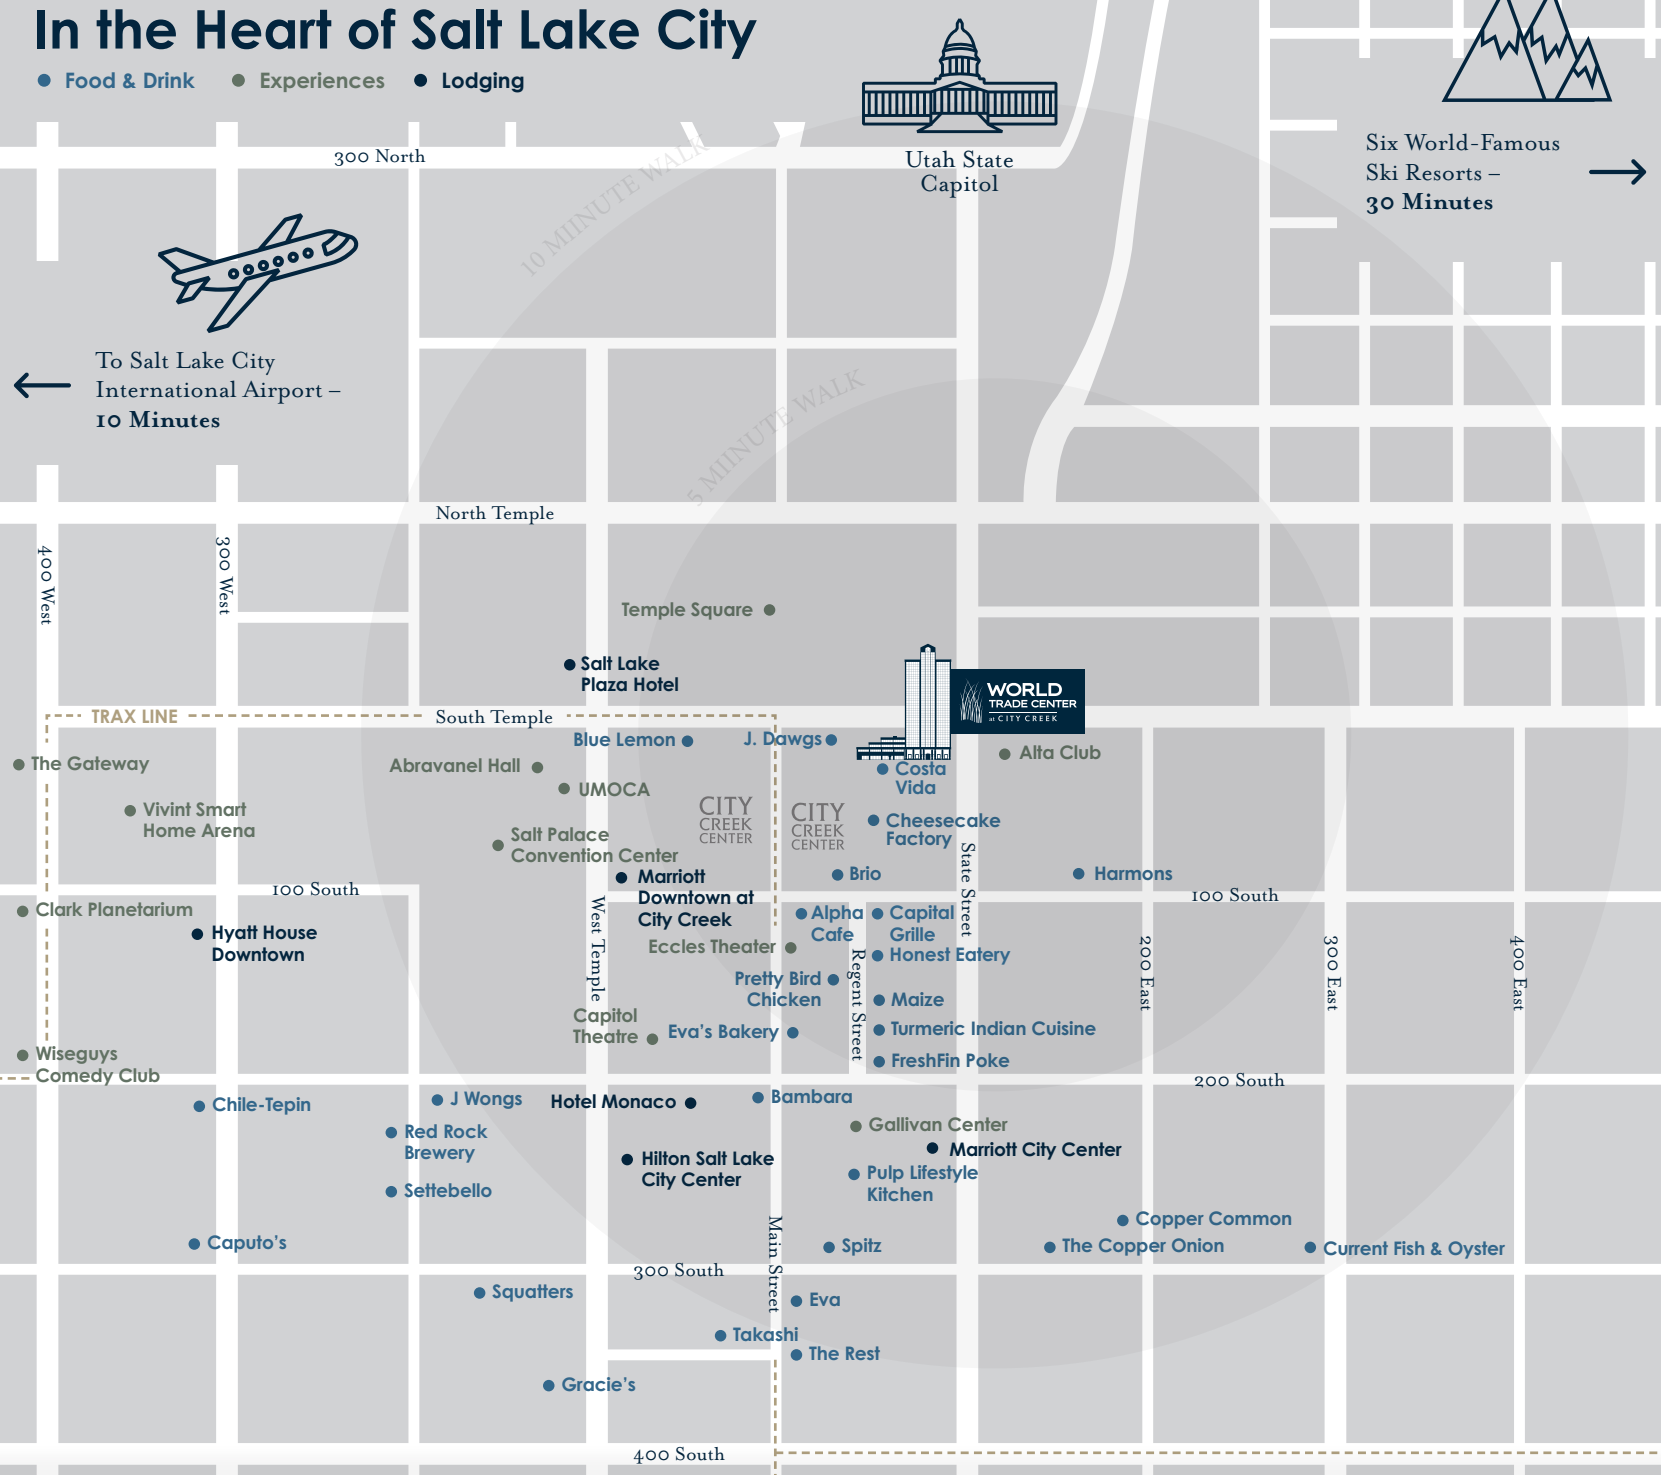 In the Heart of Salt Lake City
Food & Drink
Experiences
Lodging
Utah State
Capitol
Six World-Famous
Ski Resorts –
30 Minutes
300 North
10 MIINUTE WALK
To Salt Lake City
International Airport –
10 Minutes
5 MIINUTE WALK
North Temple
400 West
300 West
Temple Square
Salt Lake
Plaza Hotel
WORLD
TRADE CENTER
at CITY CREEK
TRAX LINE
South Temple
Blue Lemon
J. Dawgs
Alta Club
The Gateway
Abravanel Hall
Costa
Vida
UMOCA
Vivint Smart
Home Arena
CITY
CREEK
CENTER
CITY
CREEK
CENTER
Cheesecake
Factory
Salt Palace
Convention Center
State Street
Marriott
Downtown at
City Creek
Brio
Harmons
100 South
100 South
West Temple
Clark Planetarium
Alpha
Cafe
Capital
Grille
Hyatt House
Downtown
Eccles Theater
Regent Street
Honest Eatery
200 East
300 East
400 East
Pretty Bird
Chicken
Maize
Capitol
Theatre
Eva's Bakery
Turmeric Indian Cuisine
Wiseguys
Comedy Club
FreshFin Poke
200 South
Chile-Tepin
J Wongs
Hotel Monaco
Bambara
Red Rock
Brewery
Gallivan Center
Marriott City Center
Hilton Salt Lake
City Center
Pulp Lifestyle
Kitchen
Settebello
Main Street
Copper Common
Caputo's
Spitz
The Copper Onion
Current Fish & Oyster
300 South
Squatters
Eva
Takashi
The Rest
Gracie's
400 South